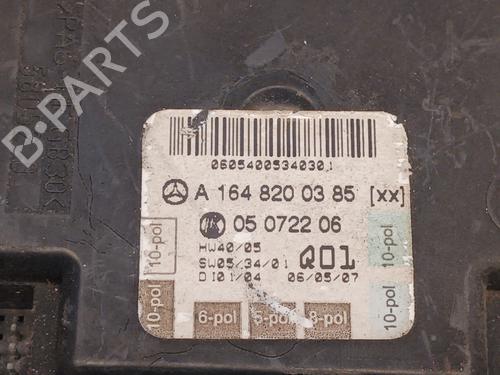 B-PARTS
0605400534030.1
A 164 820 03 85 [xx]
05 0722 06
HW40/05
SW05/34/01 Q01
DI01/04 06/05/07
10-pol
10-pol
10-pol
10-pol
6-pol 5-pol 8-pol